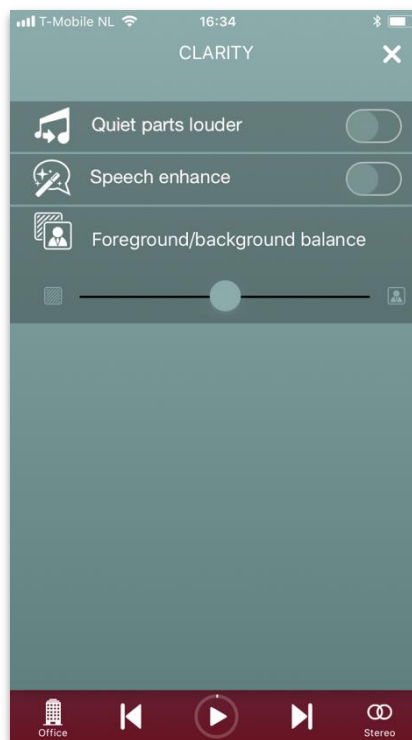 T-Mobile NL 16:34
CLARITY
Quiet parts louder
Speech enhance
Foreground/background balance
Office Stereo